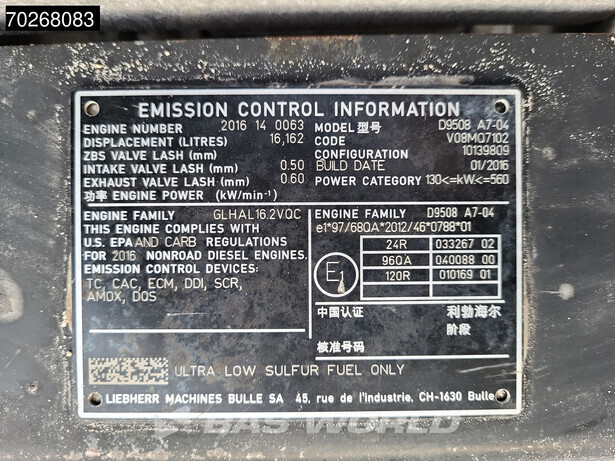 70268083
EMISSION CONTROL INFORMATION
ENGINE NUMBER 2016 14 0063
DISPLACEMENT (LITRES) 16,162
ZBS VALVE LASH (mm)
INTAKE VALVE LASH (mm) 0.50
EXHAUST VALVE LASH (mm) 0.60
功率 ENGINE POWER (kW/min⁻¹)
MODEL 型号 D9508 A7-04
CODE V08MQ7102
CONFIGURATION 10139809
BUILD DATE 01/2016
POWER CATEGORY 130<=kW<=560
ENGINE FAMILY GLHAL16.2VQC
THIS ENGINE COMPLIES WITH
U.S. EPA AND CARB REGULATIONS
FOR 2016 NONROAD DIESEL ENGINES.
EMISSION CONTROL DEVICES:
TC, CAC, ECM, DDI, SCR,
AMOX, DOS
ENGINE FAMILY D9508 A7-04
e1*97/68QA*2012/46*0788*01
E1
24R 033267 02
96QA 040088 00
120R 010169 01
中国认证 利勃海尔
阶段
核准号码
ULTRA LOW SULFUR FUEL ONLY
LIEBHERR MACHINES BULLE SA 45, rue de l'industrie, CH-1630 Bulle
BAS WORLD